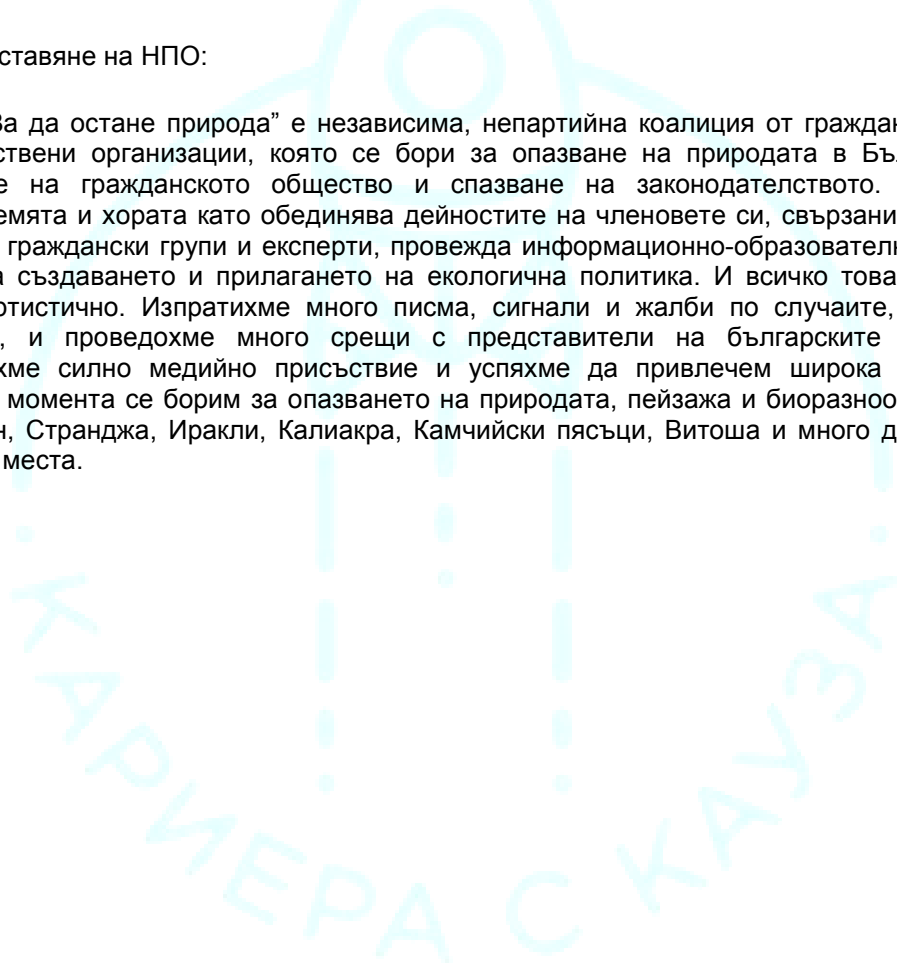 ставяне на НПО:
За да остане природа” е независима, непартийна коалиция от граждан
ствени организации, която се бори за опазване на природата в Бъл
е на гражданското общество и спазване на законодателството.
емята и хората като обединява дейностите на членовете си, свързани
граждански групи и експерти, провежда информационно-образователн
а създаването и прилагането на екологична политика. И всичко това
отистично. Изпратихме много писма, сигнали и жалби по случаите,
, и проведохме много срещи с представители на българските
хме силно медийно присъствие и успяхме да привлечем широка
момента се борим за опазването на природата, пейзажа и биоразноо
н, Странджа, Иракли, Калиакра, Камчийски пясъци, Витоша и много д
места.
КАРИЕРА С КАУЗА